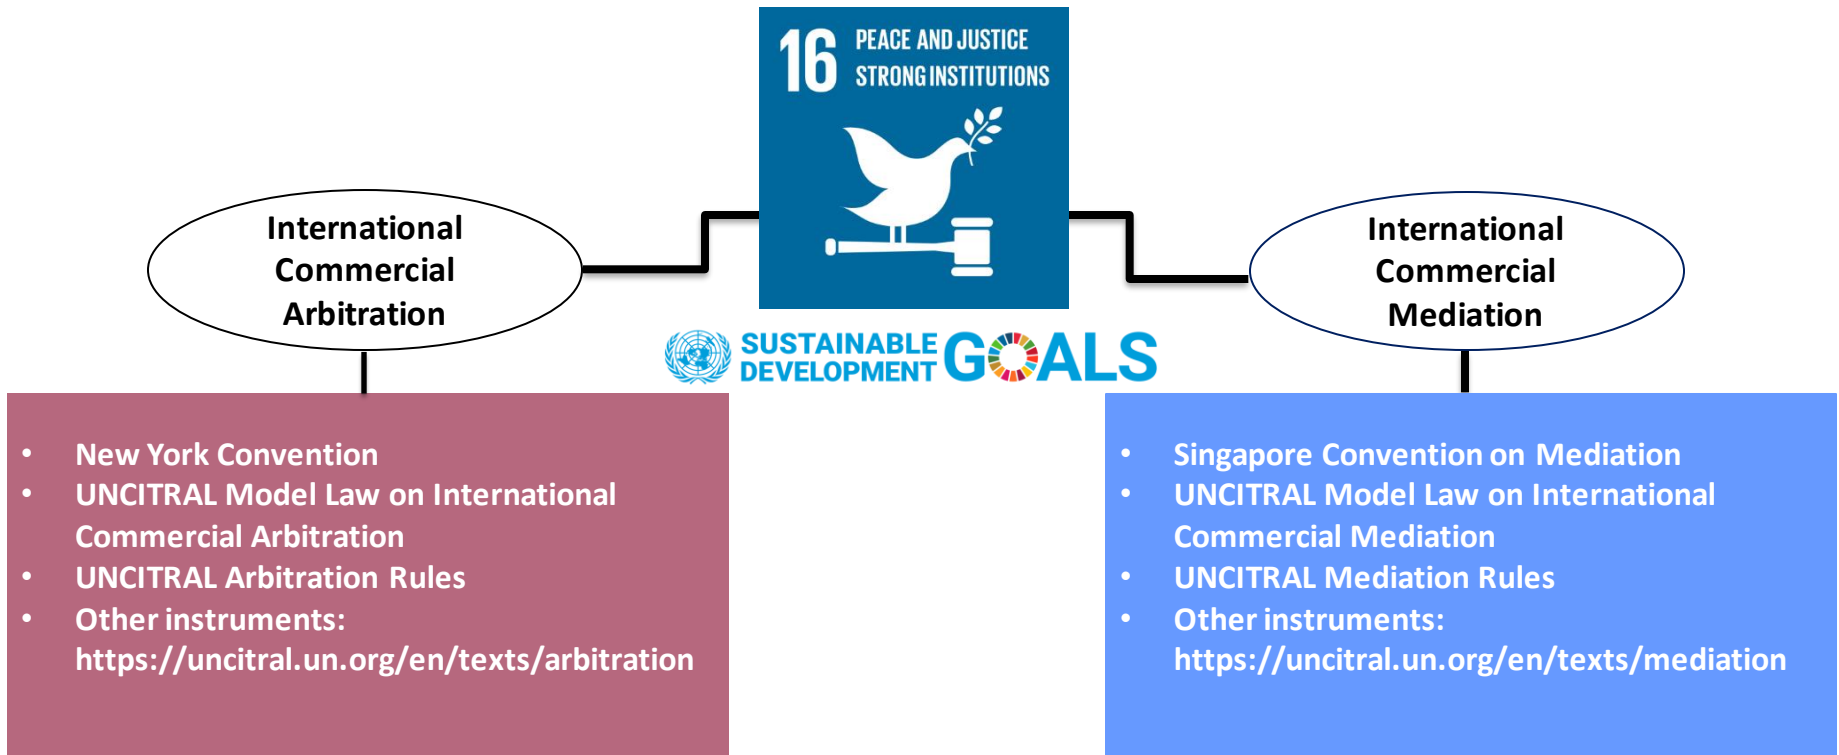 16
PEACE AND JUSTICE
STRONG INSTITUTIONS
International
Commercial
Arbitration
International
Commercial
Mediation
SUSTAINABLE
DEVELOPMENT
GOALS
• New York Convention
• UNCITRAL Model Law on International
Commercial Arbitration
• UNCITRAL Arbitration Rules
• Other instruments:
https://uncitral.un.org/en/texts/arbitration
• Singapore Convention on Mediation
• UNCITRAL Model Law on International
Commercial Mediation
• UNCITRAL Mediation Rules
• Other instruments:
https://uncitral.un.org/en/texts/mediation